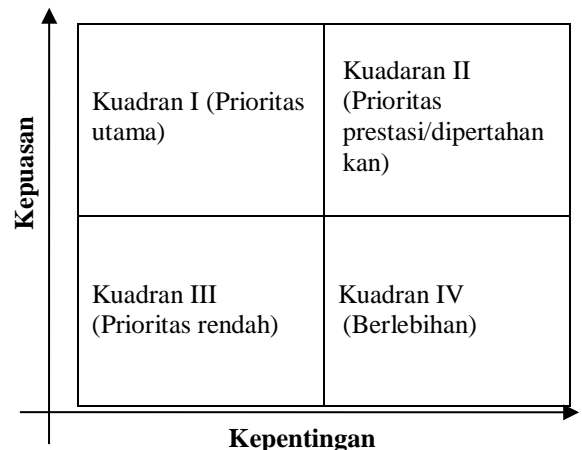 Kuadran I (Prioritas
utama)
Kuadaran II
(Prioritas
prestasi/dipertahan
kan)
Kepuasan
Kuadran III
(Prioritas rendah)
Kuadran IV
(Berlebihan)
Kepentingan